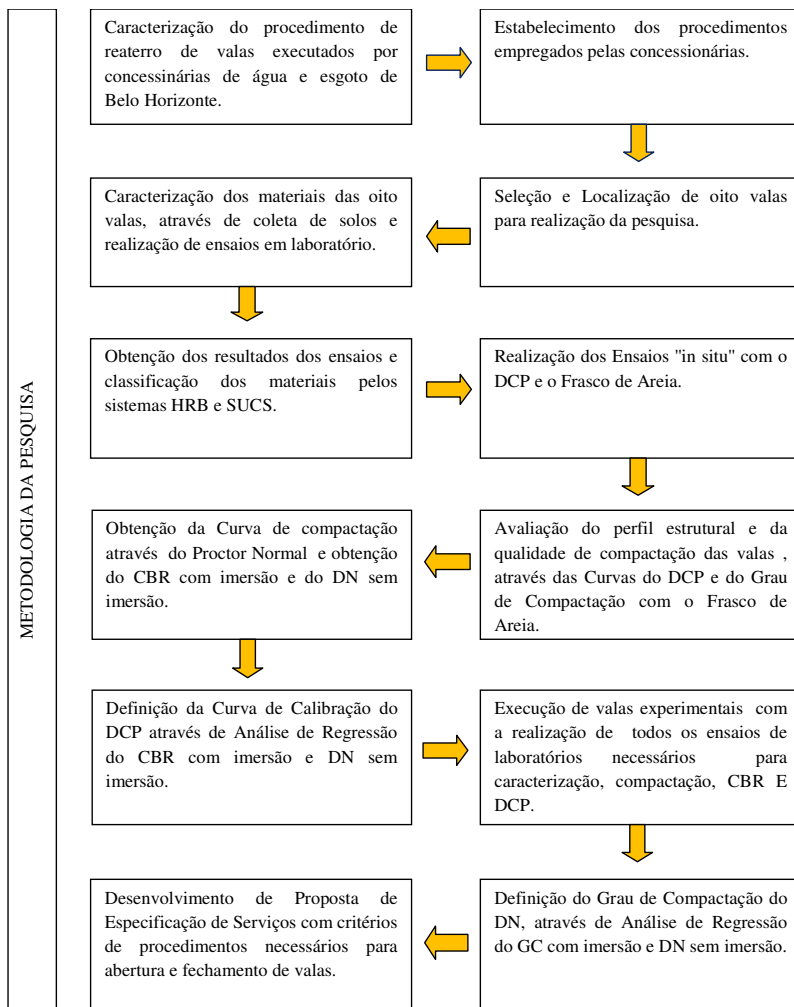 METODOLOGIA DA PESQUISA
Caracterização do procedimento de
reaterro de valas executados por
concessinárias de água e esgoto de
Belo Horizonte.
Estabelecimento dos procedimentos
empregados pelas concessionárias.
Seleção e Localização de oito valas
para realização da pesquisa.
Caracterização dos materiais das oito
valas, através de coleta de solos e
realização de ensaios em laboratório.
Obtenção dos resultados dos ensaios e
classificação dos materiais pelos
sistemas HRB e SUCS.
Realização dos Ensaios "in situ" com o
DCP e o Frasco de Areia.
Avaliação do perfil estrutural e da
qualidade de compactação das valas ,
através das Curvas do DCP e do Grau
de Compactação com o Frasco de
Areia.
Obtenção da Curva de compactação
através do Proctor Normal e obtenção
do CBR com imersão e do DN sem
imersão.
Definição da Curva de Calibração do
DCP através de Análise de Regressão
do CBR com imersão e DN sem
imersão.
Execução de valas experimentais com
a realização de todos os ensaios de
laboratórios necessários para
caracterização, compactação, CBR E
DCP.
Definição do Grau de Compactação do
DN, através de Análise de Regressão
do GC com imersão e DN sem imersão.
Desenvolvimento de Proposta de
Especificação de Serviços com critérios
de procedimentos necessários para
abertura e fechamento de valas.